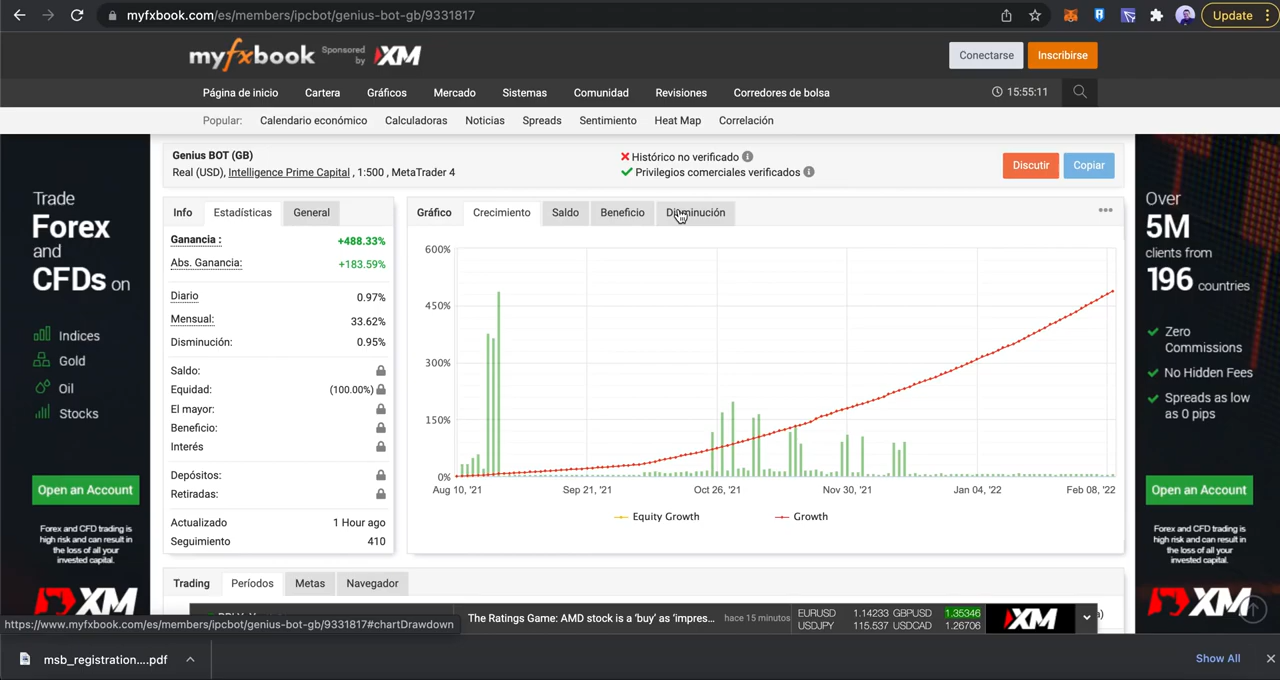 myfxbook.com/es/members/ipcbot/genius-bot-gb/9331817
Update
myfxbook Sponsored by XM
Conectarse
Inscribirse
Página de inicio Cartera Gráficos Mercado Sistemas Comunidad Revisiones Corredores de bolsa
15:55:11
Popular: Calendario económico Calculadoras Noticias Spreads Sentimiento Heat Map Correlación
Trade
Forex
and
CFDs on
Indices
Gold
Oil
Stocks
Open an Account
Forex and CFD trading is
high risk and can result in
the loss of all your
invested capital.
XM
Genius BOT (GB)
Real (USD), Intelligence Prime Capital , 1:500 , MetaTrader 4
Histórico no verificado
Privilegios comerciales verificados
Discutir
Copiar
Info Estadísticas General
Ganancia : +488.33%
Abs. Ganancia: +183.59%
Diario 0.97%
Mensual: 33.62%
Disminución: 0.95%
Saldo:
Equidad: (100.00%)
El mayor:
Beneficio:
Interés
Depósitos:
Retiradas:
Actualizado 1 Hour ago
Seguimiento 410
Gráfico Crecimiento Saldo Beneficio Disminución
600%
450%
300%
150%
0%
Aug 10, '21 Sep 21, '21 Oct 26, '21 Nov 30, '21 Jan 04, '22 Feb 08, '22
Equity Growth Growth
Trading Períodos Metas Navegador
Over
5M
clients from
196 countries
Zero
Commissions
No Hidden Fees
Spreads as low
as 0 pips
Open an Account
Forex and CFD trading is
high risk and can result in
the loss of all your
invested capital.
XM
The Ratings Game: AMD stock is a 'buy' as 'impres... hace 15 minutos
EURUSD 1.14233 GBPUSD 1.35346
USDJPY 115.537 USDCAD 1.26706
XM
https://www.myfxbook.com/es/members/ipcbot/genius-bot-gb/9331817#chartDrawdown
msb_registration....pdf
Show All